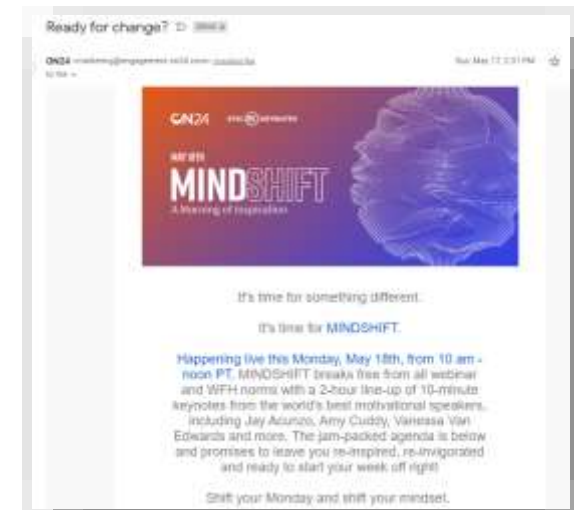 Ready for change?
ON24
to me
Sun, May 17, 2:31 PM
ON24
MAY 18TH
MINDSHIFT
A Morning of Inspiration
It's time for something different.
It's time for MINDSHIFT.
Happening live this Monday, May 18th, from 10 am -
noon PT. MINDSHIFT breaks free from all webinar
and WFH norms with a 2-hour line-up of 10-minute
keynotes from the world's best motivational speakers,
including Jay Acunzo, Amy Cuddy, Vanessa Van
Edwards and more. The jam-packed agenda is below
and promises to leave you re-inspired, re-invigorated
and ready to start your week off right!
Shift your Monday and shift your mindset.